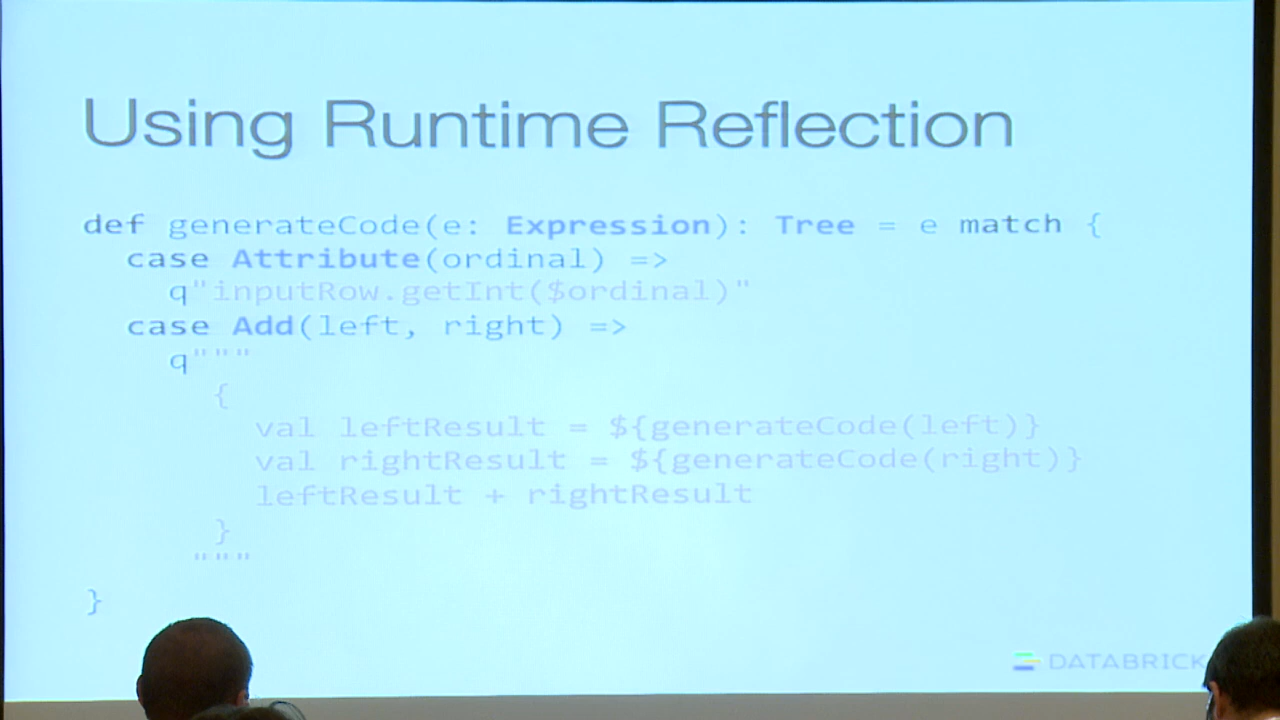 Using Runtime Reflection
def generateCode(e: Expression): Tree = e match {
case Attribute(ordinal) =>
q"inputRow.getInt($ordinal)"
case Add(left, right) =>
q"""
{
val leftResult = ${generateCode(left)}
val rightResult = ${generateCode(right)}
leftResult + rightResult
}
"""
}
DATABRICK